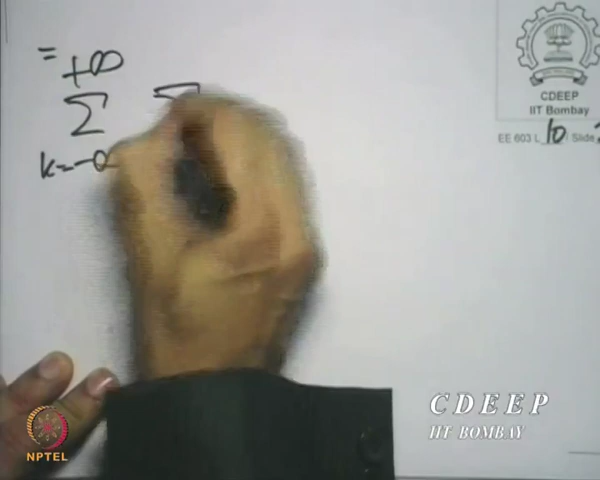 =
+∞
Σ Σ
k=-∞
CDEEP
IIT Bombay
EE 603 L 10 / Slide
CDEEP
IIT BOMBAY
NPTEL